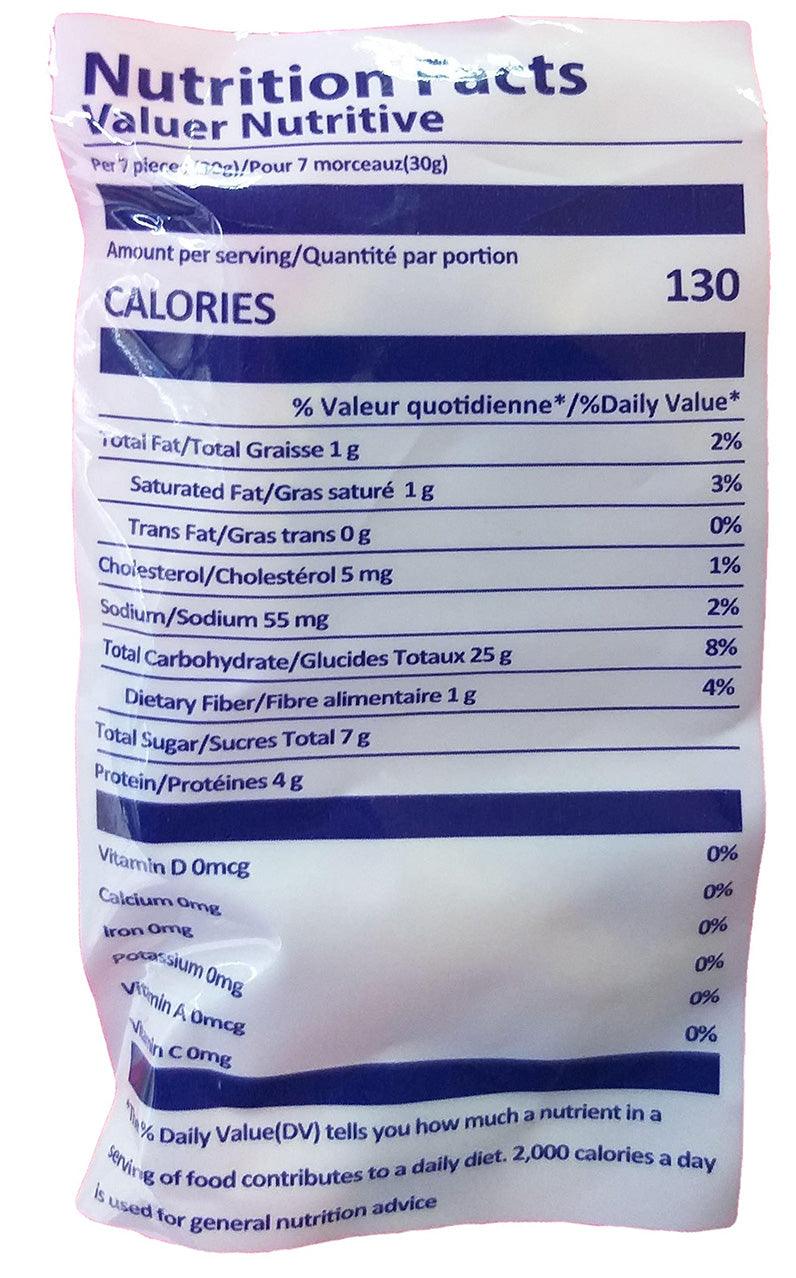 Nutrition Facts
Valuer Nutritive
Per 7 pieces (30g)/Pour 7 morceauz(30g)
Amount per serving/Quantité par portion
CALORIES 130
% Valeur quotidienne*/%Daily Value*
Total Fat/Total Graisse 1 g 2%
Saturated Fat/Gras saturé 1 g 3%
Trans Fat/Gras trans 0 g 0%
Cholesterol/Cholestérol 5 mg 1%
Sodium/Sodium 55 mg 2%
Total Carbohydrate/Glucides Totaux 25 g 8%
Dietary Fiber/Fibre alimentaire 1 g 4%
Total Sugar/Sucres Total 7 g
Protein/Protéines 4 g
Vitamin D 0mcg 0%
Calcium 0mg 0%
Iron 0mg 0%
Potassium 0mg 0%
Vitamin A 0mcg 0%
Vitamin C 0mg 0%
*The % Daily Value(DV) tells you how much a nutrient in a
serving of food contributes to a daily diet. 2,000 calories a day
is used for general nutrition advice